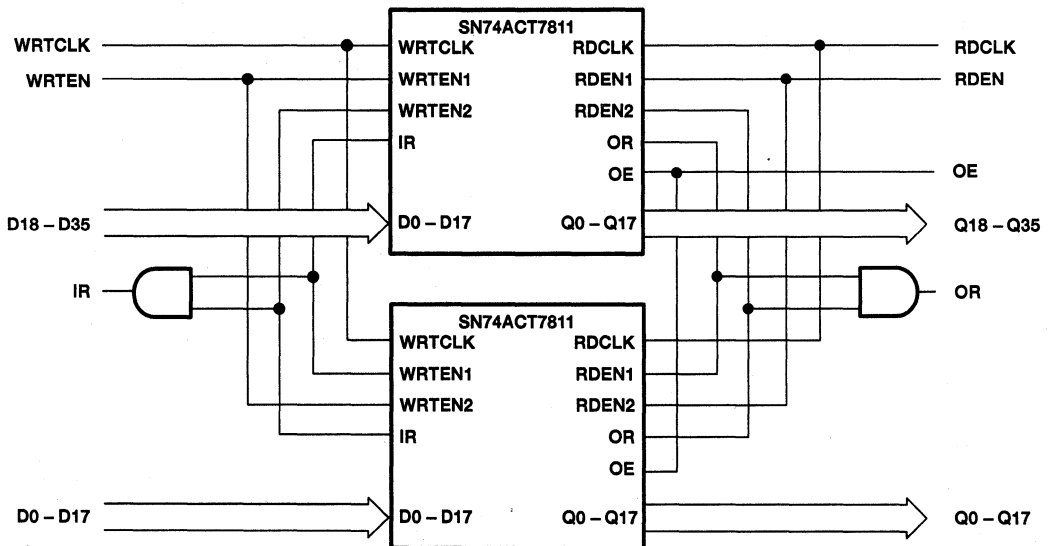 SN74ACT7811
WRTCLK WRTCLK RDCLK RDCLK
WRTEN WRTEN1 RDEN1 RDEN
WRTEN2 RDEN2
IR OR
OE OE
D18 – D35 D0 – D17 Q0 – Q17 Q18 – Q35
IR OR
SN74ACT7811
WRTCLK RDCLK
WRTEN1 RDEN1
WRTEN2 RDEN2
IR OR
OE
D0 – D17 D0 – D17 Q0 – Q17 Q0 – Q17